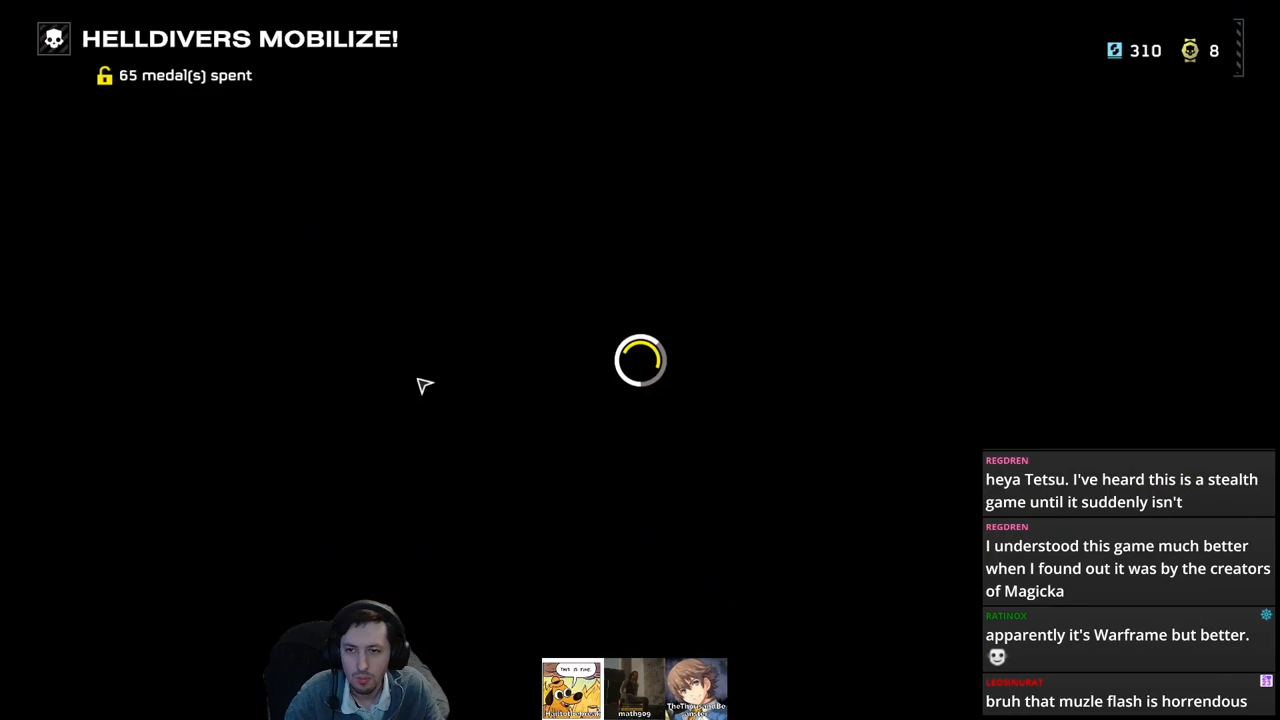 HELLDIVERS MOBILIZE!
65 medal(s) spent
310
8
REGDREN
heya Tetsu. I've heard this is a stealth
game until it suddenly isn't
REGDREN
I understood this game much better
when I found out it was by the creators
of Magicka
RATINOX
apparently it's Warframe but better.
LEOSINURAT
bruh that muzle flash is horrendous
THIS IS FINE.
math909
TheThousandBe